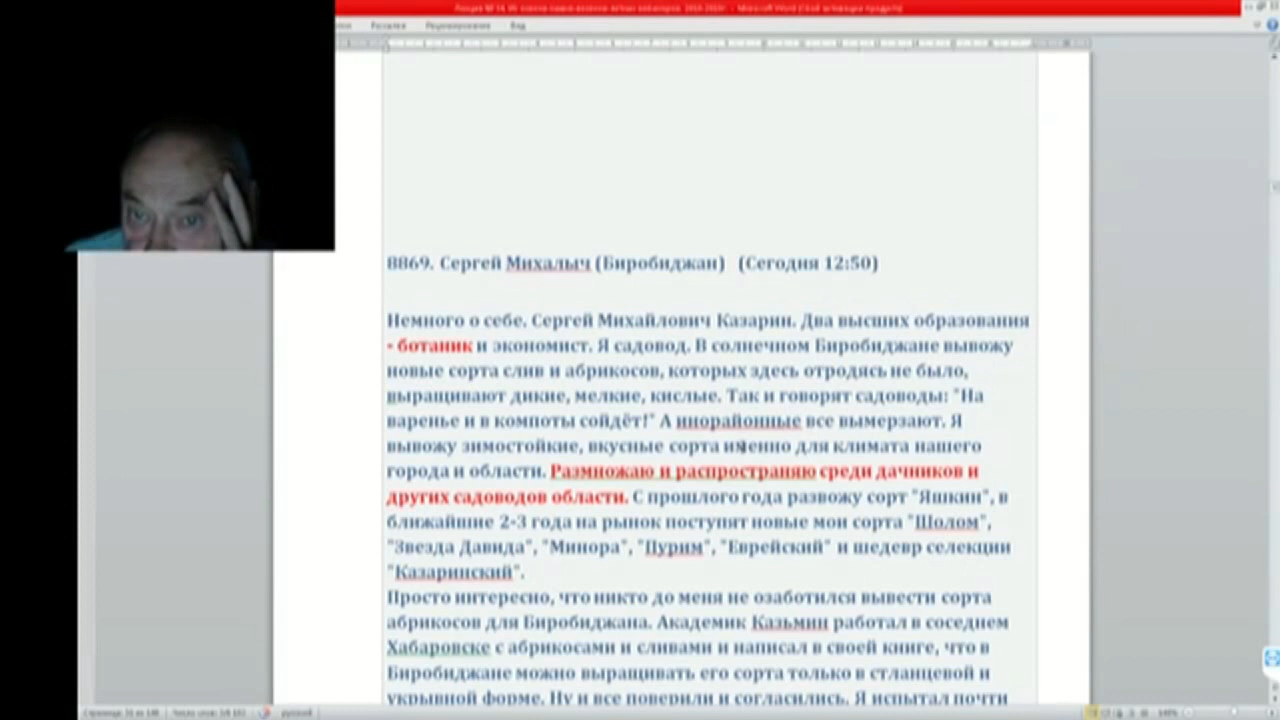 Рецензирование Вид
8869. Сергей Михалыч (Биробиджан) (Сегодня 12:50)
Немного о себе. Сергей Михайлович Казарин. Два высших образования
- ботаник и экономист. Я садовод. В солнечном Биробиджане вывожу
новые сорта слив и абрикосов, которых здесь отродясь не было,
выращивают дикие, мелкие, кислые. Так и говорят садоводы: "На
варенье и в компоты сойдёт!" А инорайонные все вымерзают. Я
вывожу зимостойкие, вкусные сорта именно для климата нашего
города и области. Размножаю и распространяю среди дачников и
других садоводов области. С прошлого года развожу сорт "Яшкин", в
ближайшие 2-3 года на рынок поступят новые мои сорта "Шолом",
"Звезда Давида", "Минора", "Пурим", "Еврейский" и шедевр селекции
"Казаринский".
Просто интересно, что никто до меня не озаботился вывести сорта
абрикосов для Биробиджана. Академик Казьмин работал в соседнем
Хабаровске с абрикосами и сливами и написал в своей книге, что в
Биробиджане можно выращивать его сорта только в стланцевой и
укрывной форме. Ну и все поверили и согласились. Я испытал почти